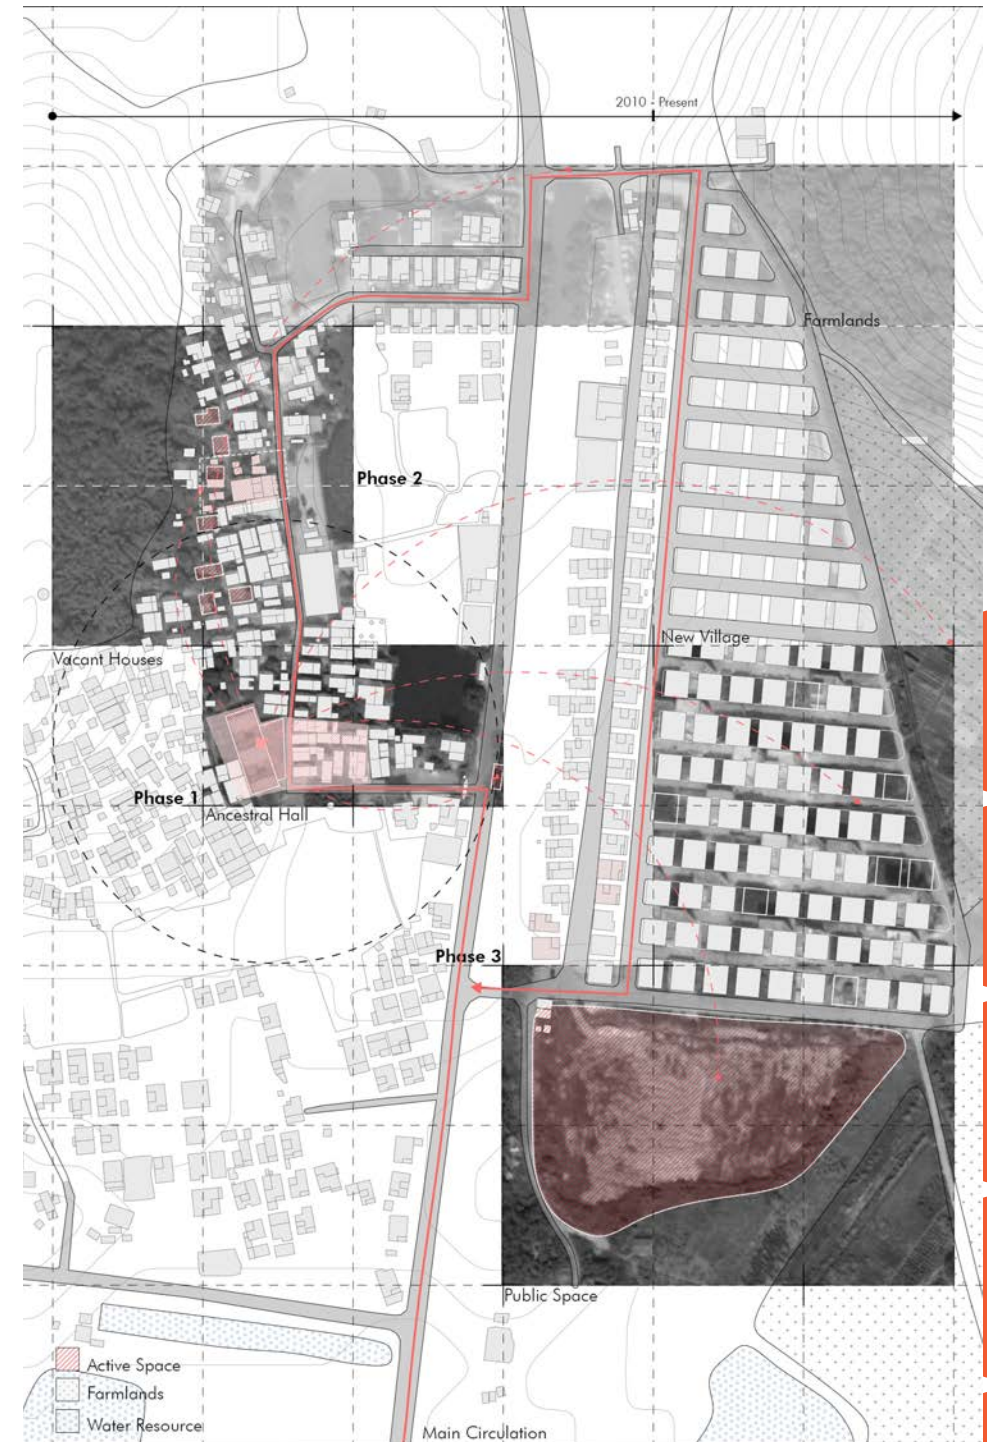 2010 - Present
Farmlands
Phase 2
New Village
Vacant Houses
Phase 1
Ancestral Hall
Phase 3
Public Space
Active Space
Farmlands
Water Resource
Main Circulation